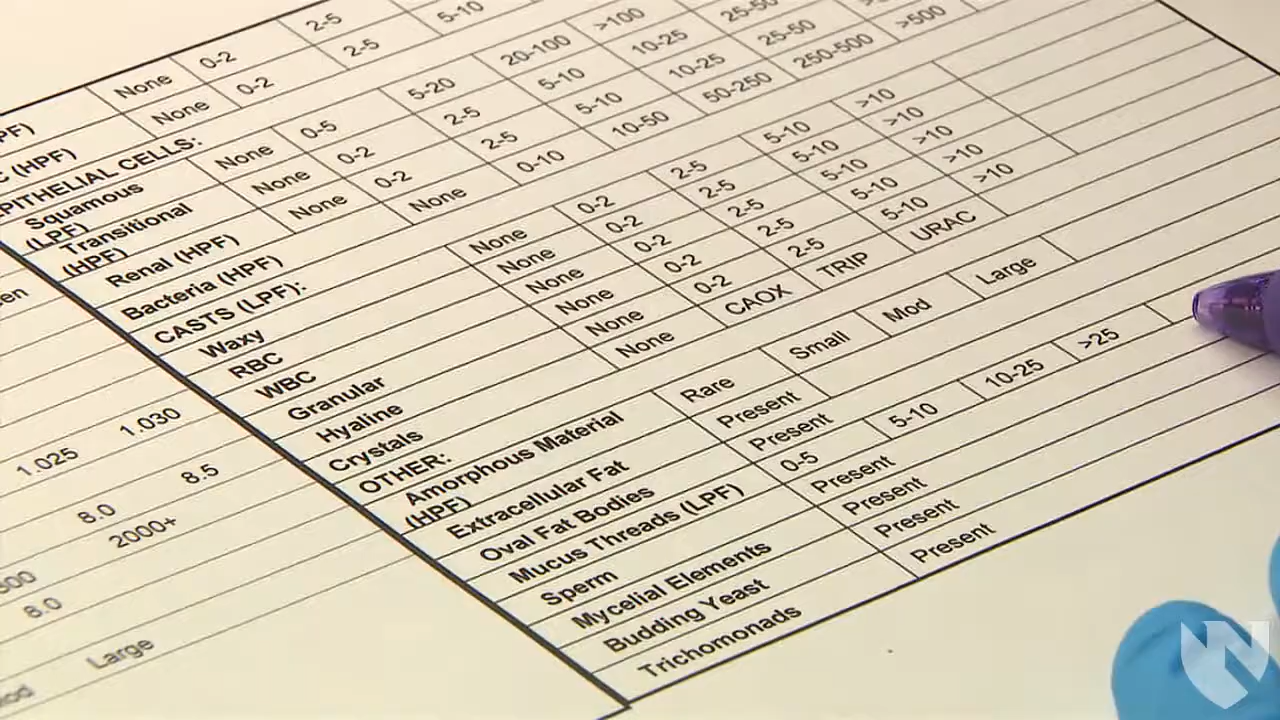 PF) None 0-2 2-5
C (HPF) None 0-2 2-5 5-10
PITHELIAL CELLS:
Squamous (LPF) None 0-5 5-20 20-100 >100
Transitional (HPF) None 0-2 2-5 5-10 10-25 25-50
Renal (HPF) None 0-2 2-5 5-10 10-25 25-50
Bacteria (HPF) None 0-10 10-50 50-250 250-500 >500
CASTS (LPF):
Waxy None 0-2 2-5 5-10 >10
RBC None 0-2 2-5 5-10 >10
WBC None 0-2 2-5 5-10 >10
Granular None 0-2 2-5 5-10 >10
Hyaline None 0-2 2-5 5-10 >10
Crystals None CAOX TRIP URAC
OTHER:
Amorphous Material (HPF) Rare Small Mod Large
Extracellular Fat Present
Oval Fat Bodies Present
Mucus Threads (LPF) 0-5 5-10 10-25 >25
Sperm Present
Mycelial Elements Present
Budding Yeast Present
Trichomonads Present
1.025 1.030
8.0 8.5
2000+
8.0
Large